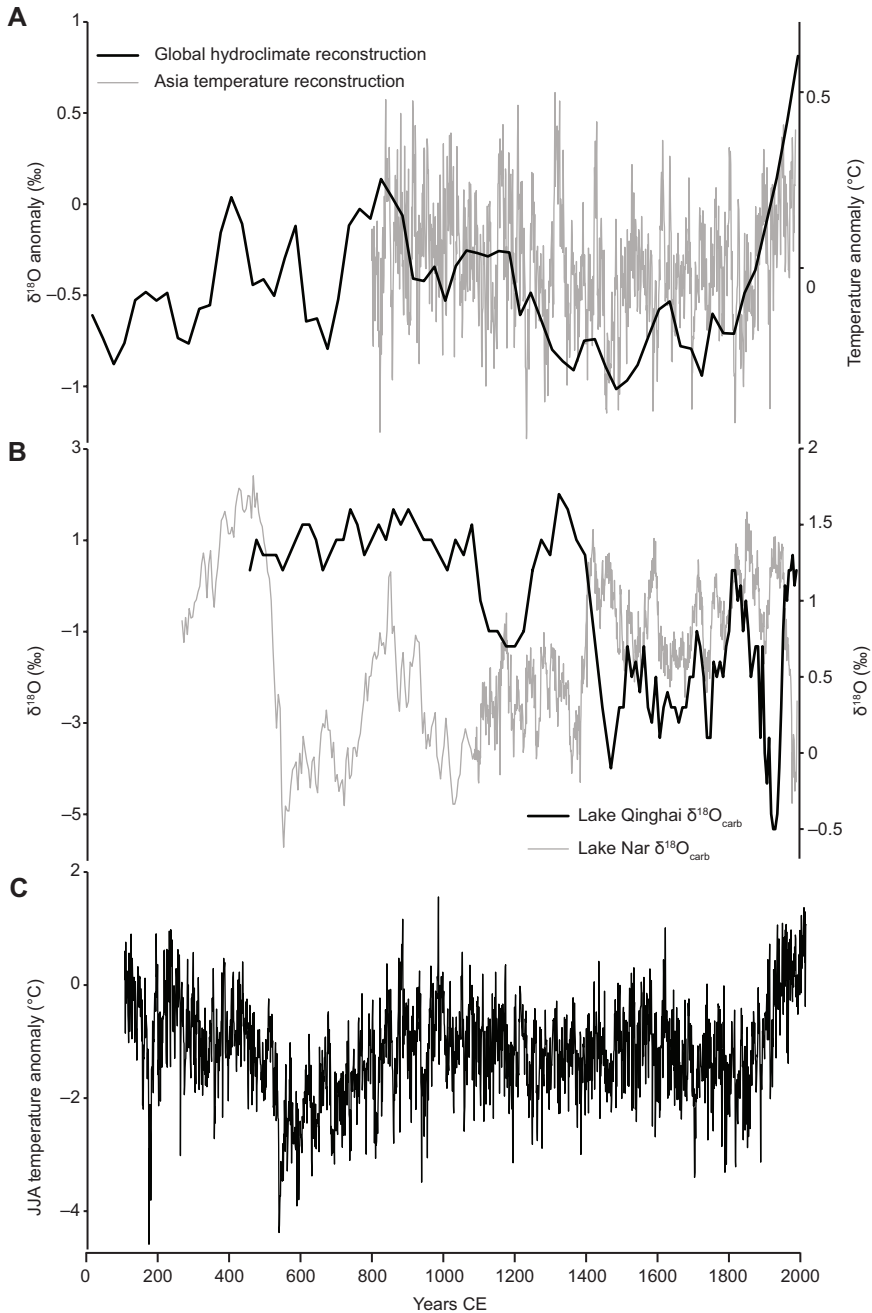 A
1
0.5
0
–0.5
–1
δ¹⁸O anomaly (‰)
Global hydroclimate reconstruction
Asia temperature reconstruction
0.5
0
Temperature anomaly (°C)
B
3
1
–1
–3
–5
δ¹⁸O (‰)
2
1.5
1
0.5
0
–0.5
δ¹⁸O (‰)
Lake Qinghai δ¹⁸O_carb
Lake Nar δ¹⁸O_carb
C
2
0
–2
–4
JJA temperature anomaly (°C)
0 200 400 600 800 1000 1200 1400 1600 1800 2000
Years CE